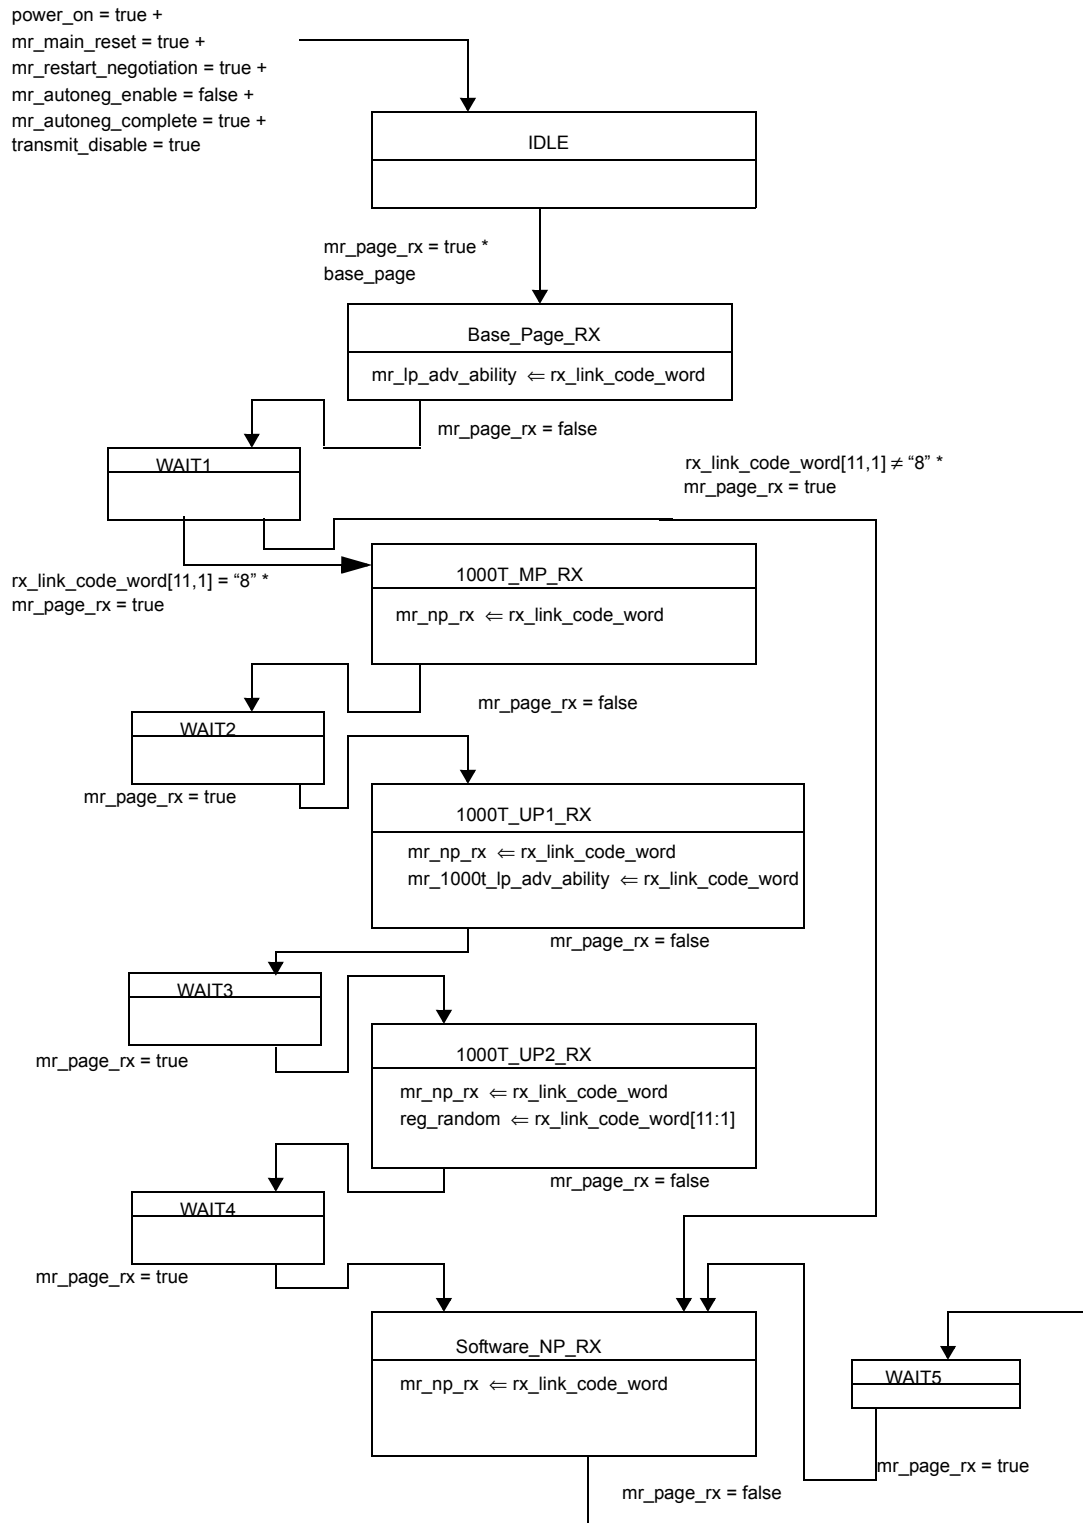 power_on = true +
mr_main_reset = true +
mr_restart_negotiation = true +
mr_autoneg_enable = false +
mr_autoneg_complete = true +
transmit_disable = true
IDLE
mr_page_rx = true *
base_page
Base_Page_RX
mr_lp_adv_ability ⇐ rx_link_code_word
mr_page_rx = false
WAIT1
rx_link_code_word[11,1] ≠ “8” *
mr_page_rx = true
rx_link_code_word[11,1] = “8” *
mr_page_rx = true
1000T_MP_RX
mr_np_rx ⇐ rx_link_code_word
mr_page_rx = false
WAIT2
mr_page_rx = true
1000T_UP1_RX
mr_np_rx ⇐ rx_link_code_word
mr_1000t_lp_adv_ability ⇐ rx_link_code_word
mr_page_rx = false
WAIT3
mr_page_rx = true
1000T_UP2_RX
mr_np_rx ⇐ rx_link_code_word
reg_random ⇐ rx_link_code_word[11:1]
mr_page_rx = false
WAIT4
mr_page_rx = true
Software_NP_RX
mr_np_rx ⇐ rx_link_code_word
WAIT5
mr_page_rx = true
mr_page_rx = false